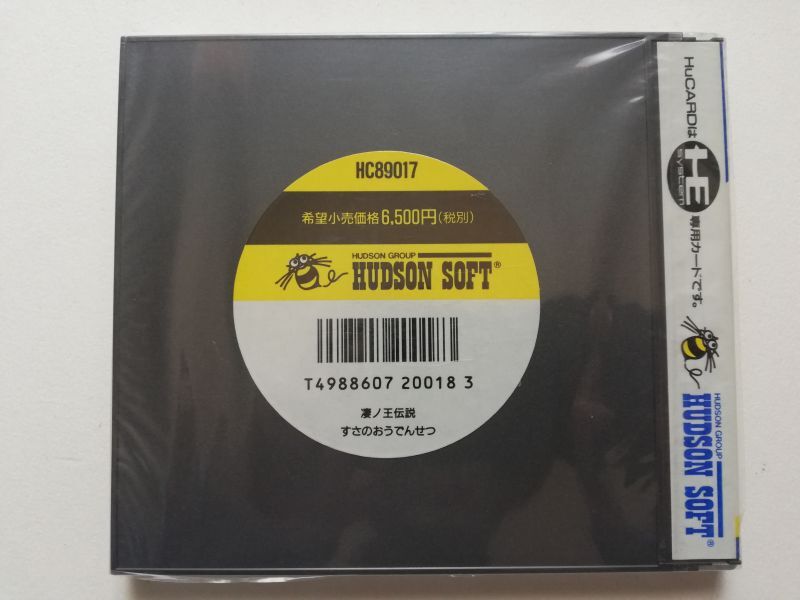 HC89017
希望小売価格6,500円(税別)
HUDSON GROUP
HUDSON SOFT®
T4988607 20018 3
凄ノ王伝説
すさのおうでんせつ
HuCARDは
HE
system
専用カードです。
HUDSON GROUP
HUDSON SOFT®